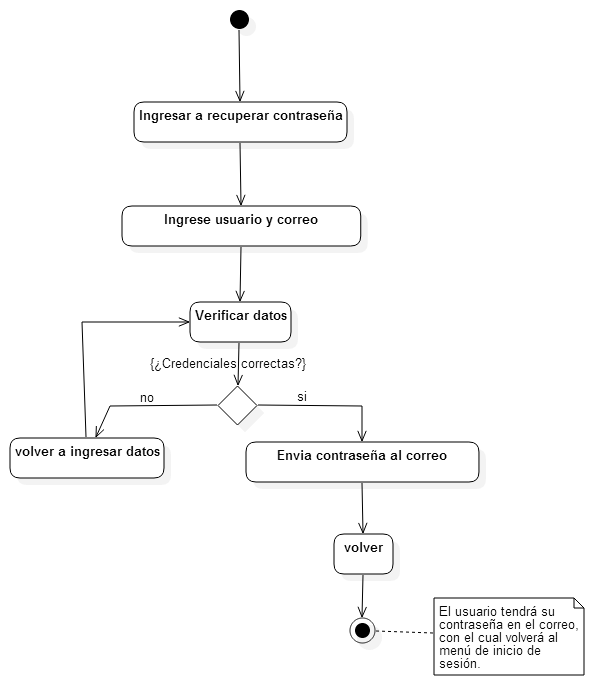 Ingresar a recuperar contraseña
Ingrese usuario y correo
Verificar datos
{¿Credenciales correctas?}
no
si
volver a ingresar datos
Envia contraseña al correo
volver
El usuario tendrá su
contraseña en el correo,
con el cual volverá al
menú de inicio de
sesión.